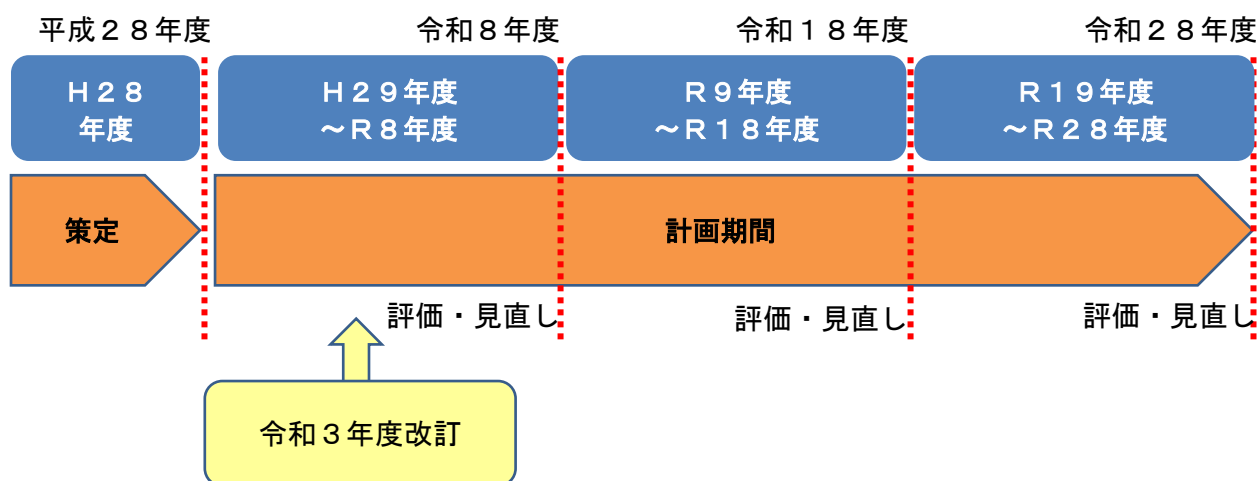 平成２８年度
令和８年度
令和１８年度
令和２８年度
Ｈ２８
年度
Ｈ２９年度
～Ｒ８年度
Ｒ９年度
～Ｒ１８年度
Ｒ１９年度
～Ｒ２８年度
策定
計画期間
評価・見直し
評価・見直し
評価・見直し
令和３年度改訂